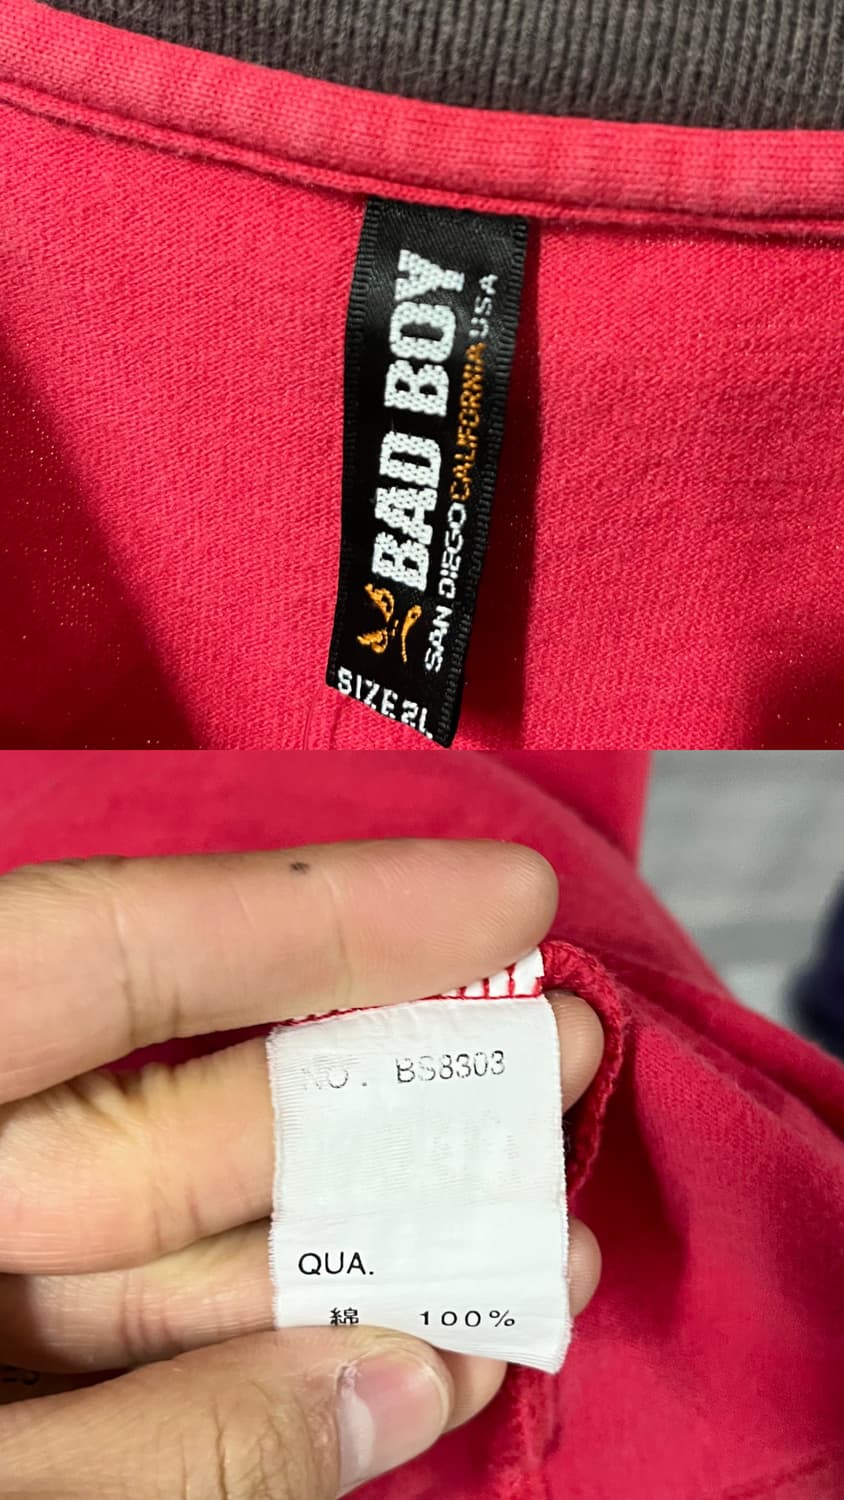 BAD BOY
SAN DIEGO CALIFORNIA USA
SIZE 2L
NO. BS8303
QUA.
綿 100%